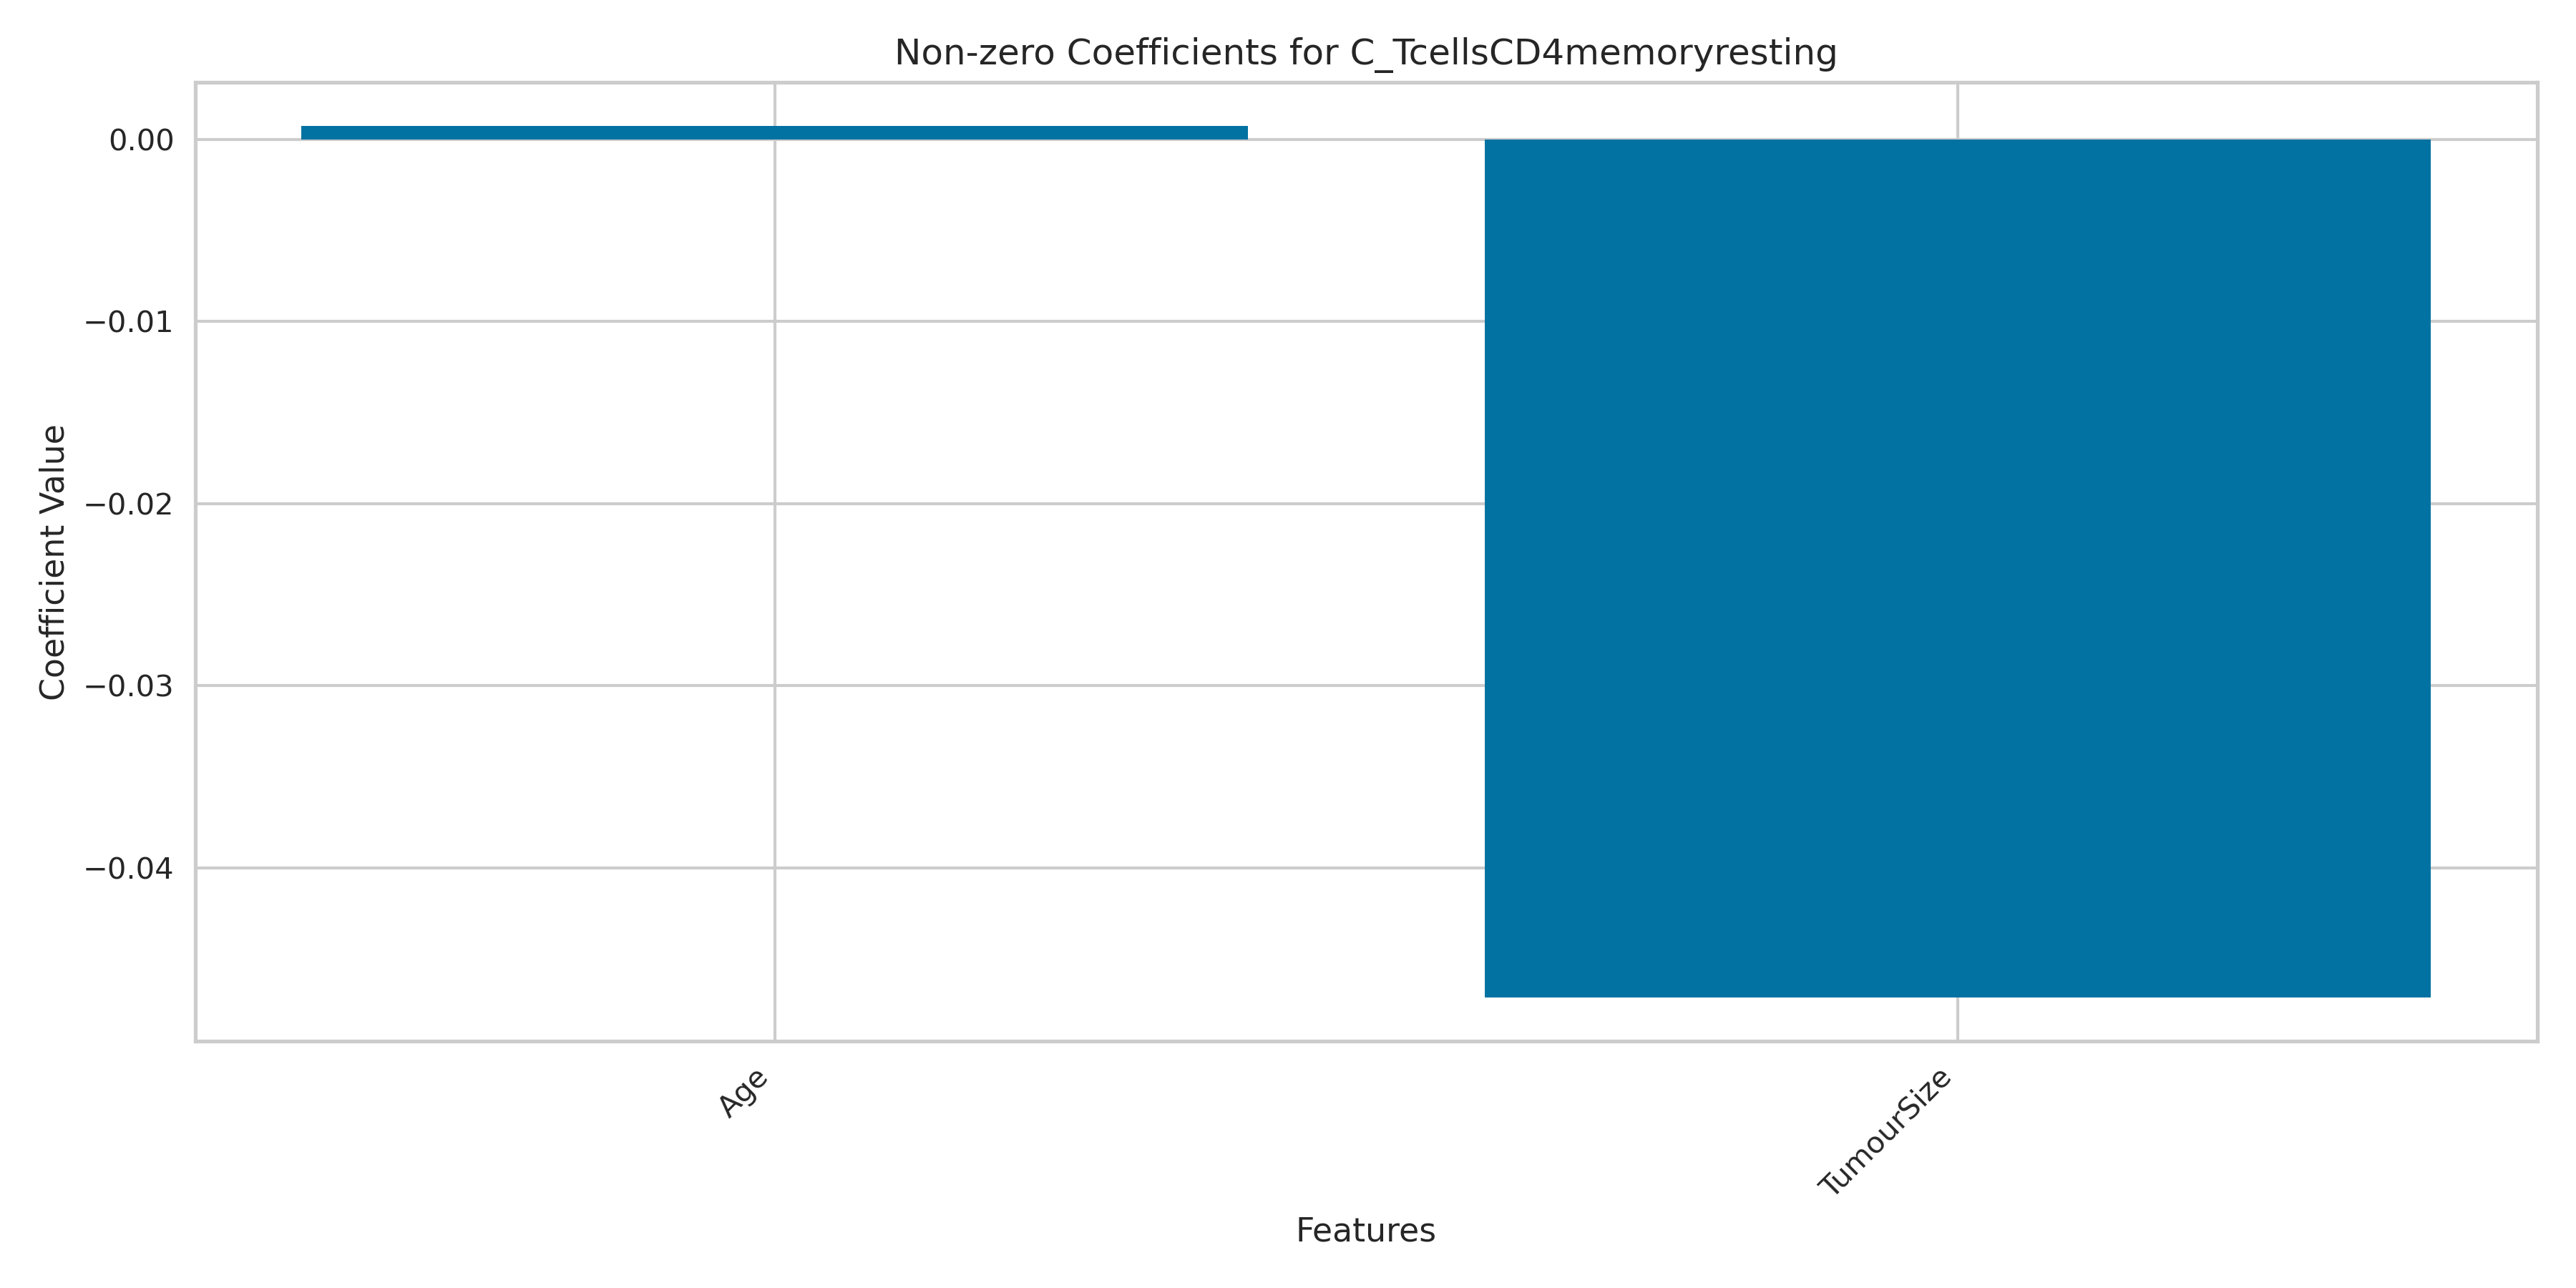 Non-zero Coefficients for C_TcellsCD4memoryresting
Coefficient Value
0.00
−0.01
−0.02
−0.03
−0.04
Age
TumourSize
Features